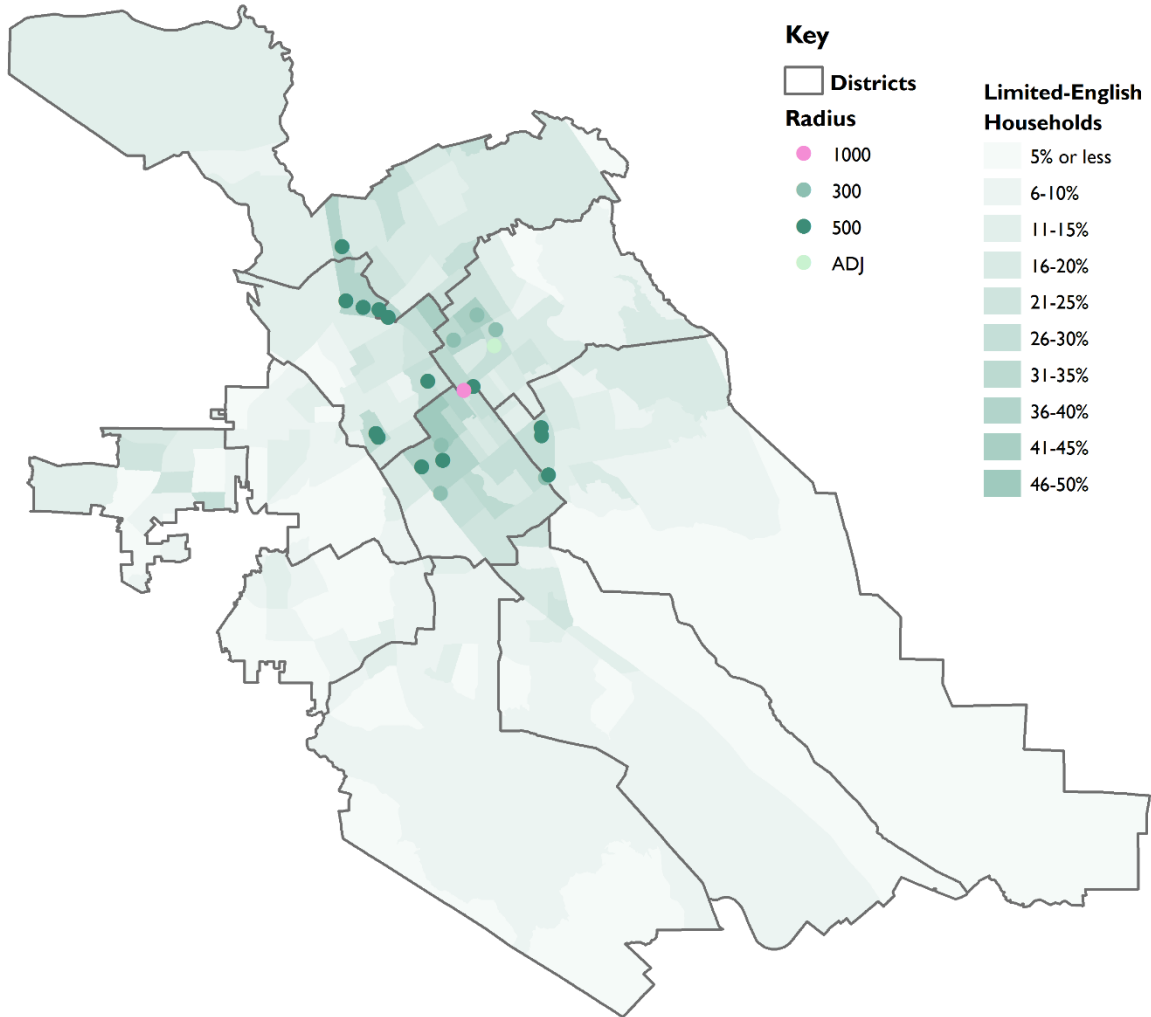 Key
Districts
Radius
1000
300
500
ADJ
Limited-English
Households
5% or less
6-10%
11-15%
16-20%
21-25%
26-30%
31-35%
36-40%
41-45%
46-50%